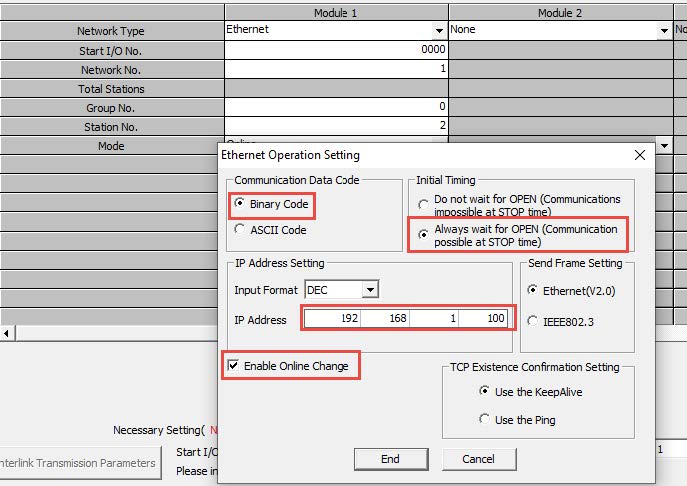 Module 1 Module 2
Network Type Ethernet None
Start I/O No. 0000
Network No. 1
Total Stations
Group No. 0
Station No. 2
Mode
Ethernet Operation Setting
Communication Data Code
Binary Code
ASCII Code
Initial Timing
Do not wait for OPEN (Communications
impossible at STOP time)
Always wait for OPEN (Communication
possible at STOP time)
IP Address Setting
Input Format DEC
IP Address 192 168 1 100
Send Frame Setting
Ethernet(V2.0)
IEEE802.3
Enable Online Change
TCP Existence Confirmation Setting
Use the KeepAlive
Use the Ping
End Cancel
Necessary Setting( N
nterlink Transmission Parameters
Start I/O
Please in
1